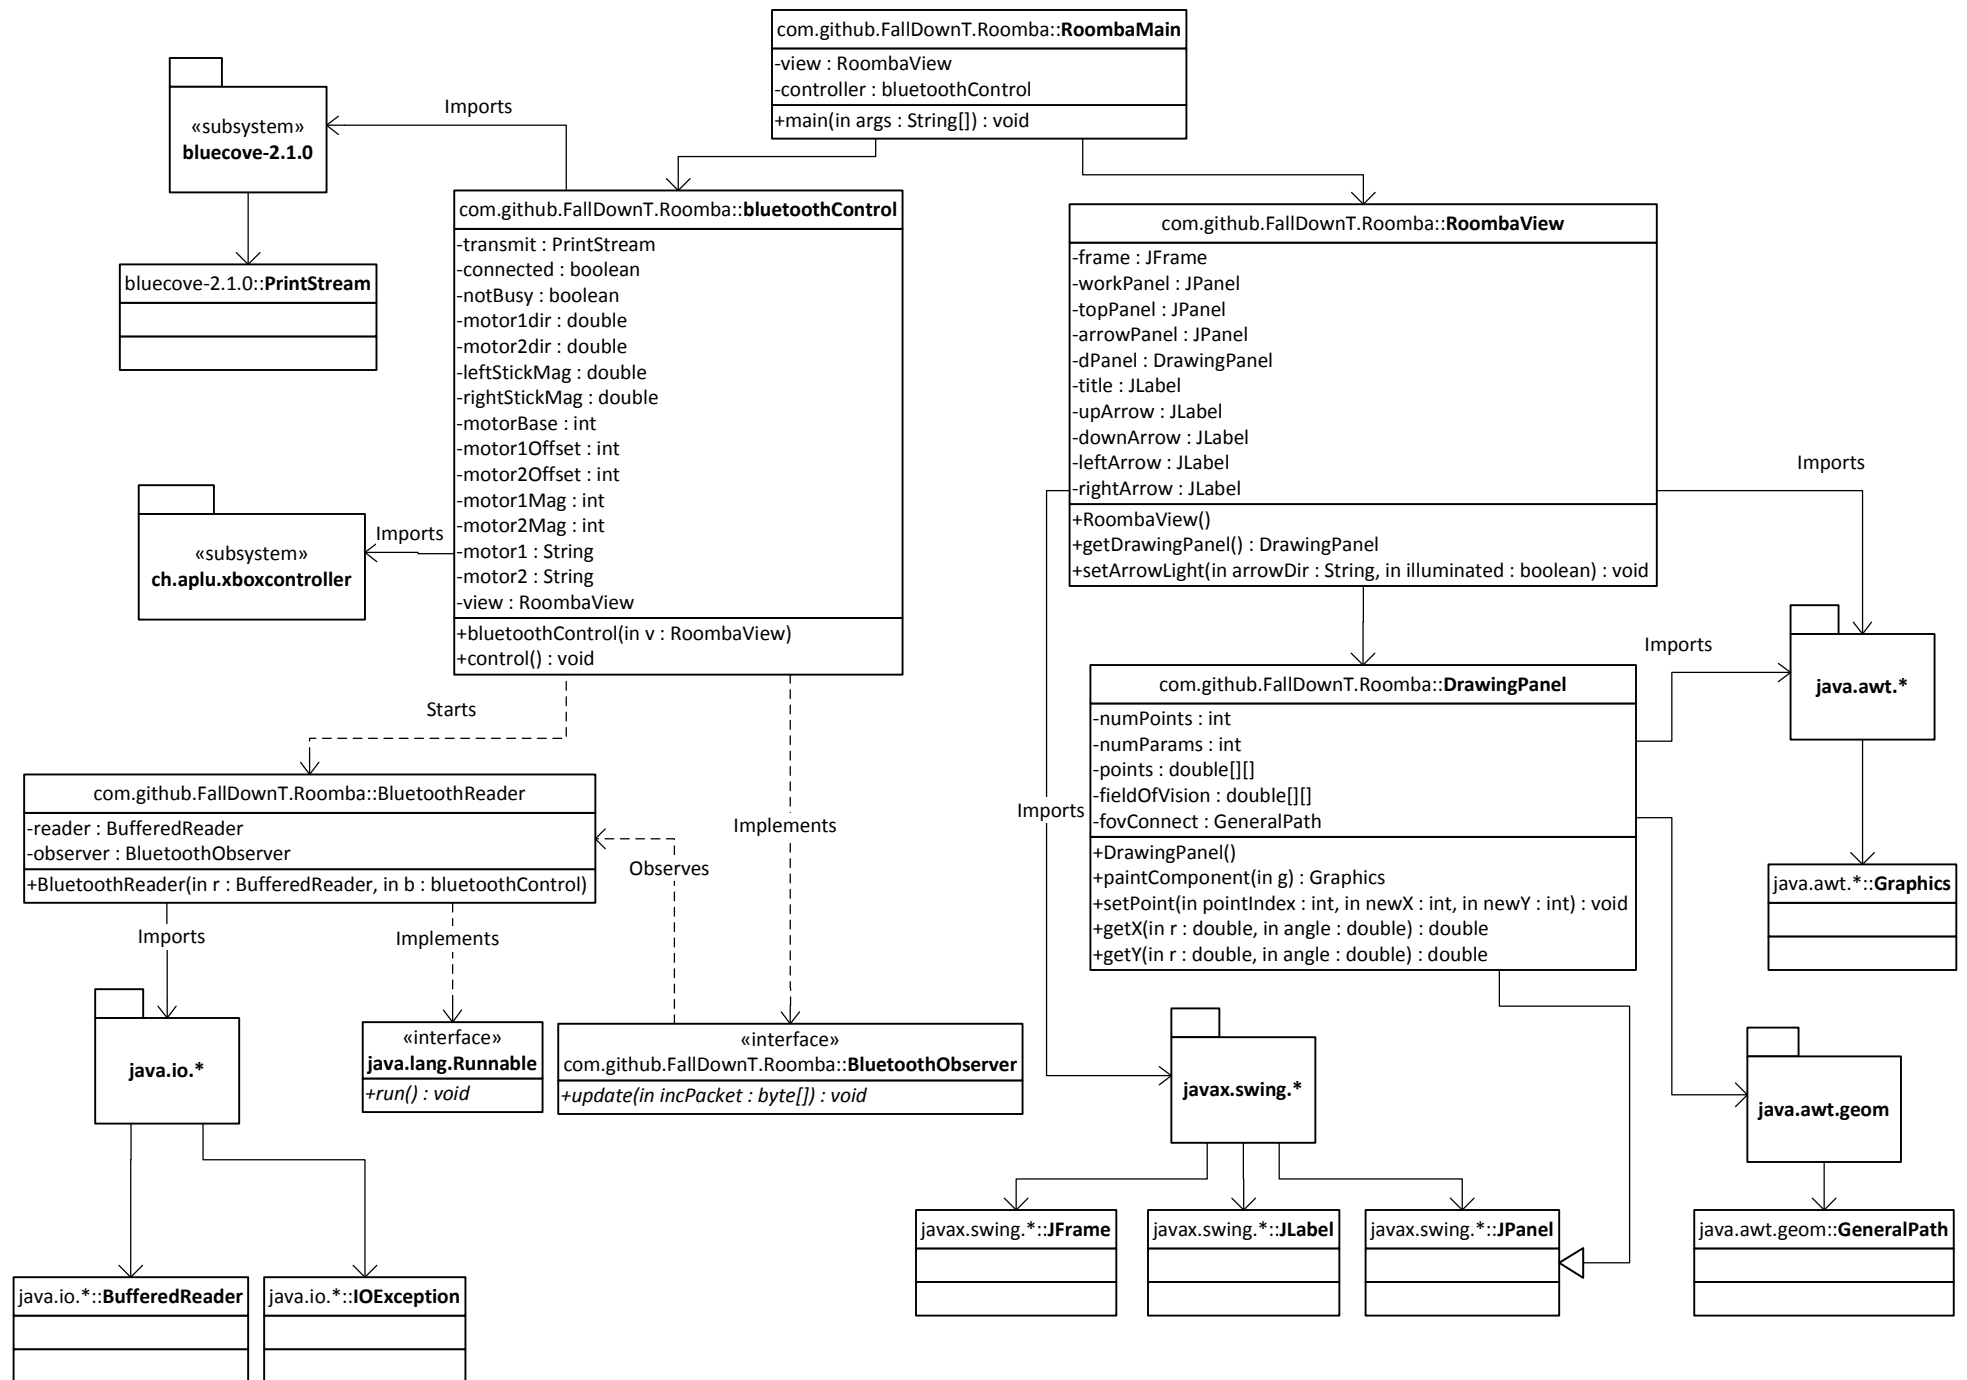 com.github.FallDownT.Roomba::RoombaMain
-view : RoombaView
-controller : bluetoothControl
+main(in args : String[]) : void
Imports
«subsystem»
bluecove-2.1.0
bluecove-2.1.0::PrintStream
com.github.FallDownT.Roomba::bluetoothControl
-transmit : PrintStream
-connected : boolean
-notBusy : boolean
-motor1dir : double
-motor2dir : double
-leftStickMag : double
-rightStickMag : double
-motorBase : int
-motor1Offset : int
-motor2Offset : int
-motor1Mag : int
-motor2Mag : int
-motor1 : String
-motor2 : String
-view : RoombaView
+bluetoothControl(in v : RoombaView)
+control() : void
Imports
«subsystem»
ch.aplu.xboxcontroller
com.github.FallDownT.Roomba::RoombaView
-frame : JFrame
-workPanel : JPanel
-topPanel : JPanel
-arrowPanel : JPanel
-dPanel : DrawingPanel
-title : JLabel
-upArrow : JLabel
-downArrow : JLabel
-leftArrow : JLabel
-rightArrow : JLabel
+RoombaView()
+getDrawingPanel() : DrawingPanel
+setArrowLight(in arrowDir : String, in illuminated : boolean) : void
Imports
Imports
java.awt.*
com.github.FallDownT.Roomba::DrawingPanel
-numPoints : int
-numParams : int
-points : double[][]
-fieldOfVision : double[][]
-fovConnect : GeneralPath
+DrawingPanel()
+paintComponent(in g) : Graphics
+setPoint(in pointIndex : int, in newX : int, in newY : int) : void
+getX(in r : double, in angle : double) : double
+getY(in r : double, in angle : double) : double
Imports
java.awt.*::Graphics
Starts
com.github.FallDownT.Roomba::BluetoothReader
-reader : BufferedReader
-observer : BluetoothObserver
+BluetoothReader(in r : BufferedReader, in b : bluetoothControl)
Implements
Observes
Imports
Implements
java.io.*
«interface»
java.lang.Runnable
+run() : void
«interface»
com.github.FallDownT.Roomba::BluetoothObserver
+update(in incPacket : byte[]) : void
javax.swing.*
java.awt.geom
javax.swing.*::JFrame
javax.swing.*::JLabel
javax.swing.*::JPanel
java.awt.geom::GeneralPath
java.io.*::BufferedReader
java.io.*::IOException